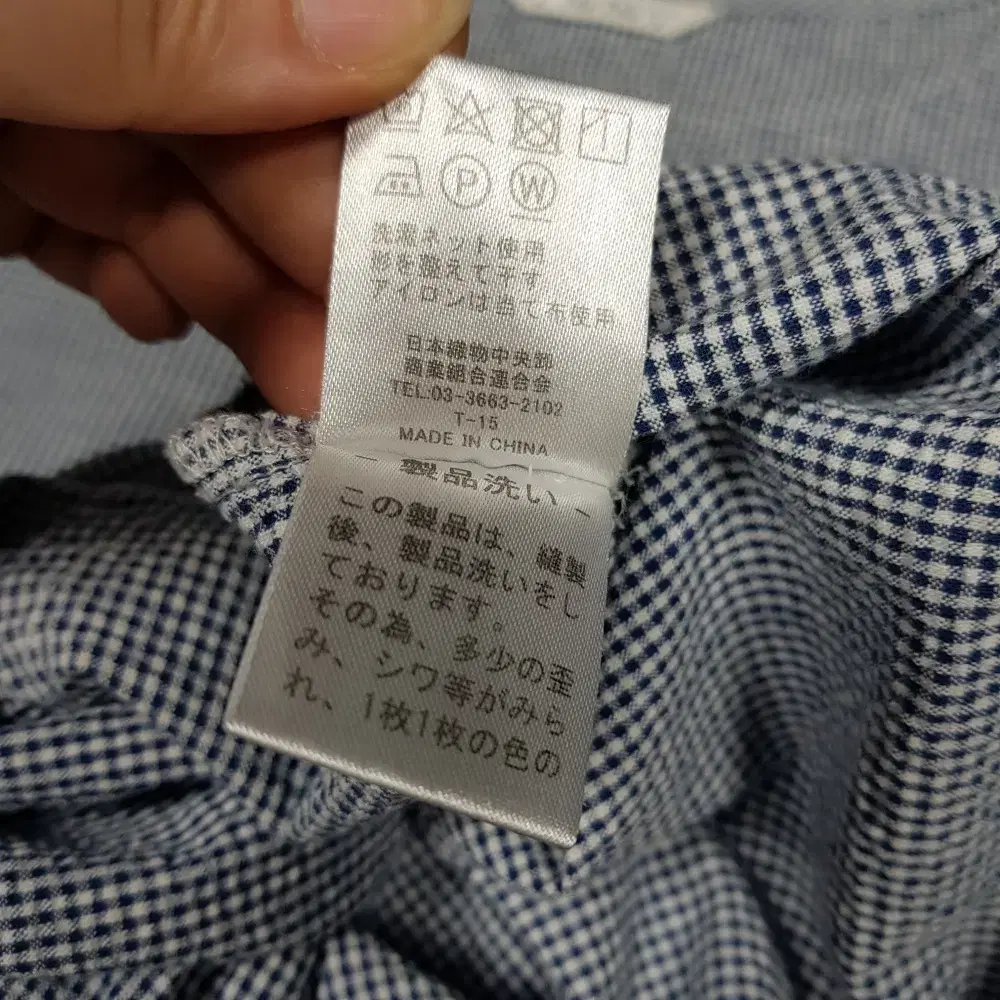 P W
洗濯ネット使用
形を整えて干す
アイロンは当て布使用
日本織物中央卸
商業組合連合会
TEL:03-3663-2102
T-15
MADE IN CHINA
- 製品洗い -
この製品は、縫製
後、製品洗いをし
ております。
その為、多少の歪
み、シワ等がみら
れ、1枚1枚の色の